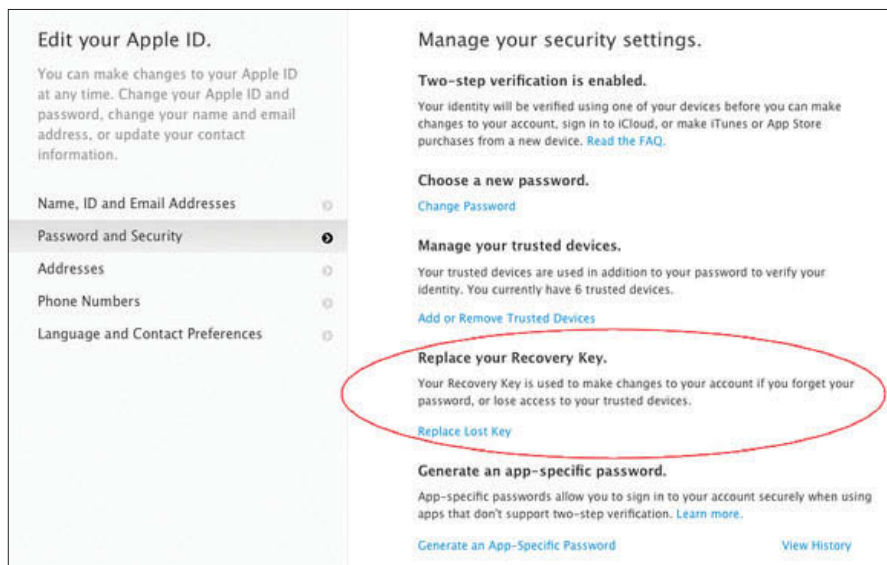 Edit your Apple ID.
You can make changes to your Apple ID
at any time. Change your Apple ID and
password, change your name and email
address, or update your contact
information.
Name, ID and Email Addresses
Password and Security
Addresses
Phone Numbers
Language and Contact Preferences
Manage your security settings.
Two-step verification is enabled.
Your identity will be verified using one of your devices before you can make
changes to your account, sign in to iCloud, or make iTunes or App Store
purchases from a new device. Read the FAQ.
Choose a new password.
Change Password
Manage your trusted devices.
Your trusted devices are used in addition to your password to verify your
identity. You currently have 6 trusted devices.
Add or Remove Trusted Devices
Replace your Recovery Key.
Your Recovery Key is used to make changes to your account if you forget your
password, or lose access to your trusted devices.
Replace Lost Key
Generate an app-specific password.
App-specific passwords allow you to sign in to your account securely when using
apps that don't support two-step verification. Learn more.
Generate an App-Specific Password View History